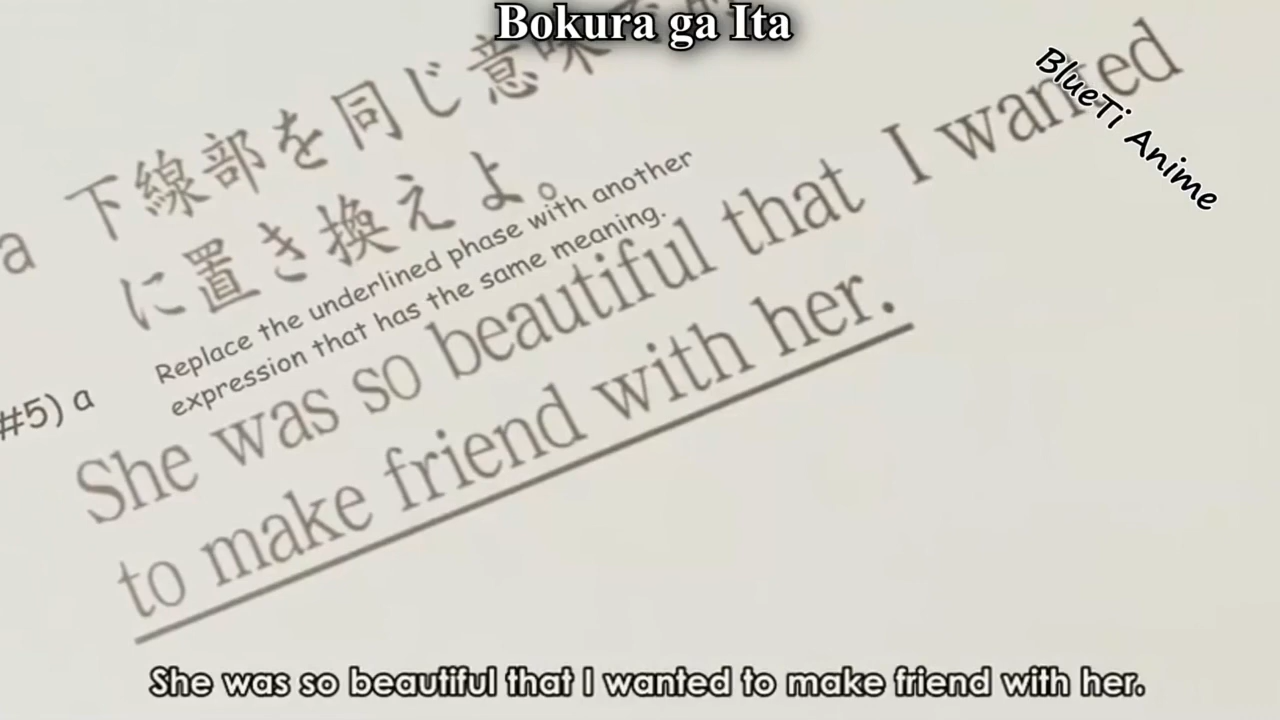 Bokura ga Ita
BlueTi Anime
a 下線部を同じ意味
に置き換えよ。
Replace the underlined phase with another
expression that has the same meaning.
#5) a
She was so beautiful that I wanted
to make friend with her.
She was so beautiful that I wanted to make friend with her.